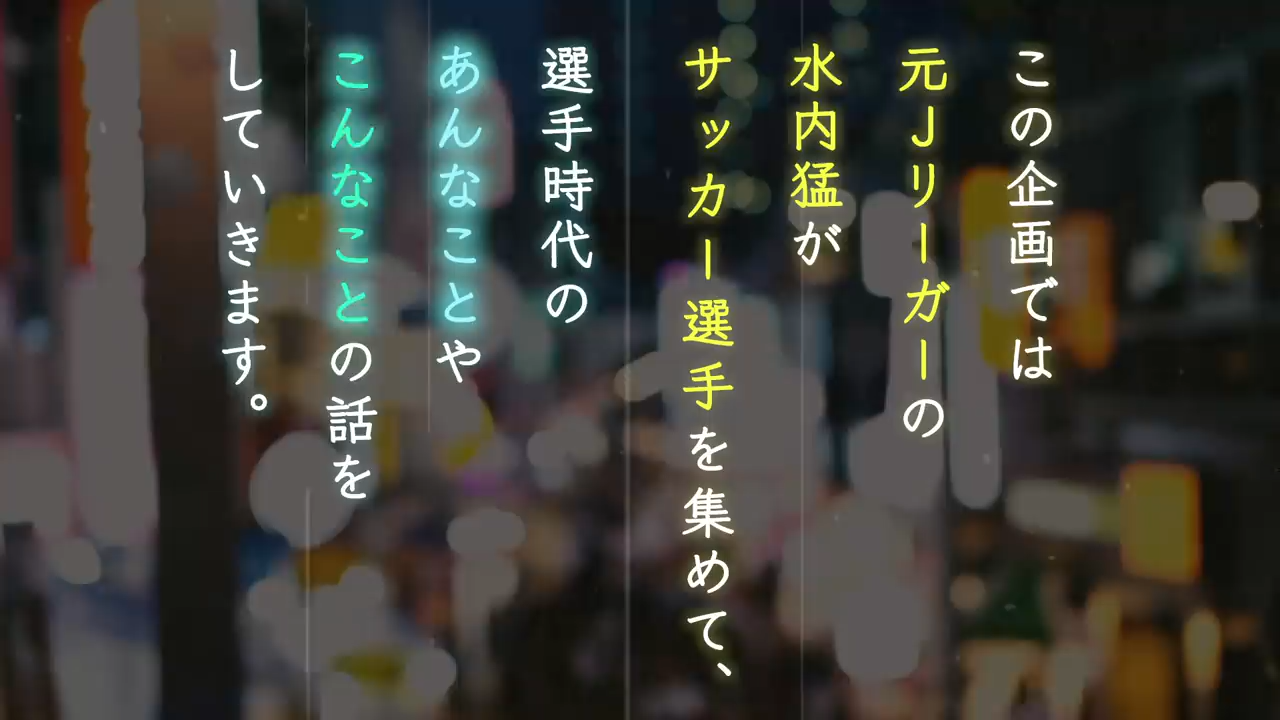 この企画では
元Jリーガーの
水内猛が
サッカー選手を集めて、
選手時代の
あんなことや
こんなことの話を
していきます。